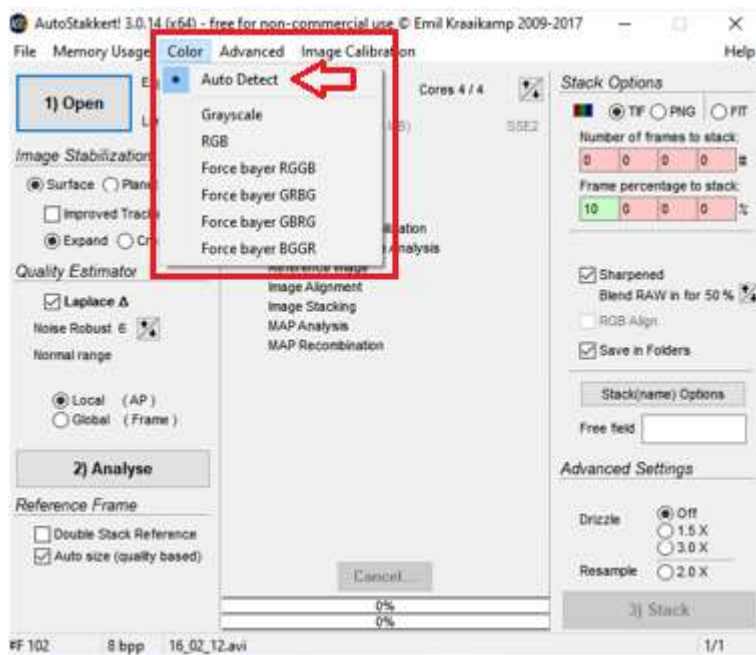 AutoStakkert! 3.0.14 (x64) - free for non-commercial use © Emil Kraaikamp 2009-2017
File Memory Usage Color Advanced Image Calibration Help
1) Open
Auto Detect
Grayscale
RGB
Force bayer RGGB
Force bayer GRBG
Force bayer GBRG
Force bayer BGGR
Cores 4 / 4
SSE2
Image Stabilization
Surface
Expand
Quality Estimator
Laplace Δ
Noise Robust 6
Normal range
Local (AP)
Global (Frame)
2) Analyse
Reference Frame
Double Stack Reference
Auto size (quality based)
Reference Image
Image Alignment
Image Stacking
MAP Analysis
MAP Recombination
Cancel...
0%
0%
Stack Options
TIF PNG FIT
Number of frames to stack:
0 0 0 0 #
Frame percentage to stack:
10 0 0 0 %
Sharpened
Blend RAW in for 50 %
RGB Align
Save in Folders
Stack(name) Options
Free field
Advanced Settings
Drizzle Off
1.5 X
3.0 X
Resample 2.0 X
3) Stack
#F 102 8 bpp 16_02_12.avi 1/1